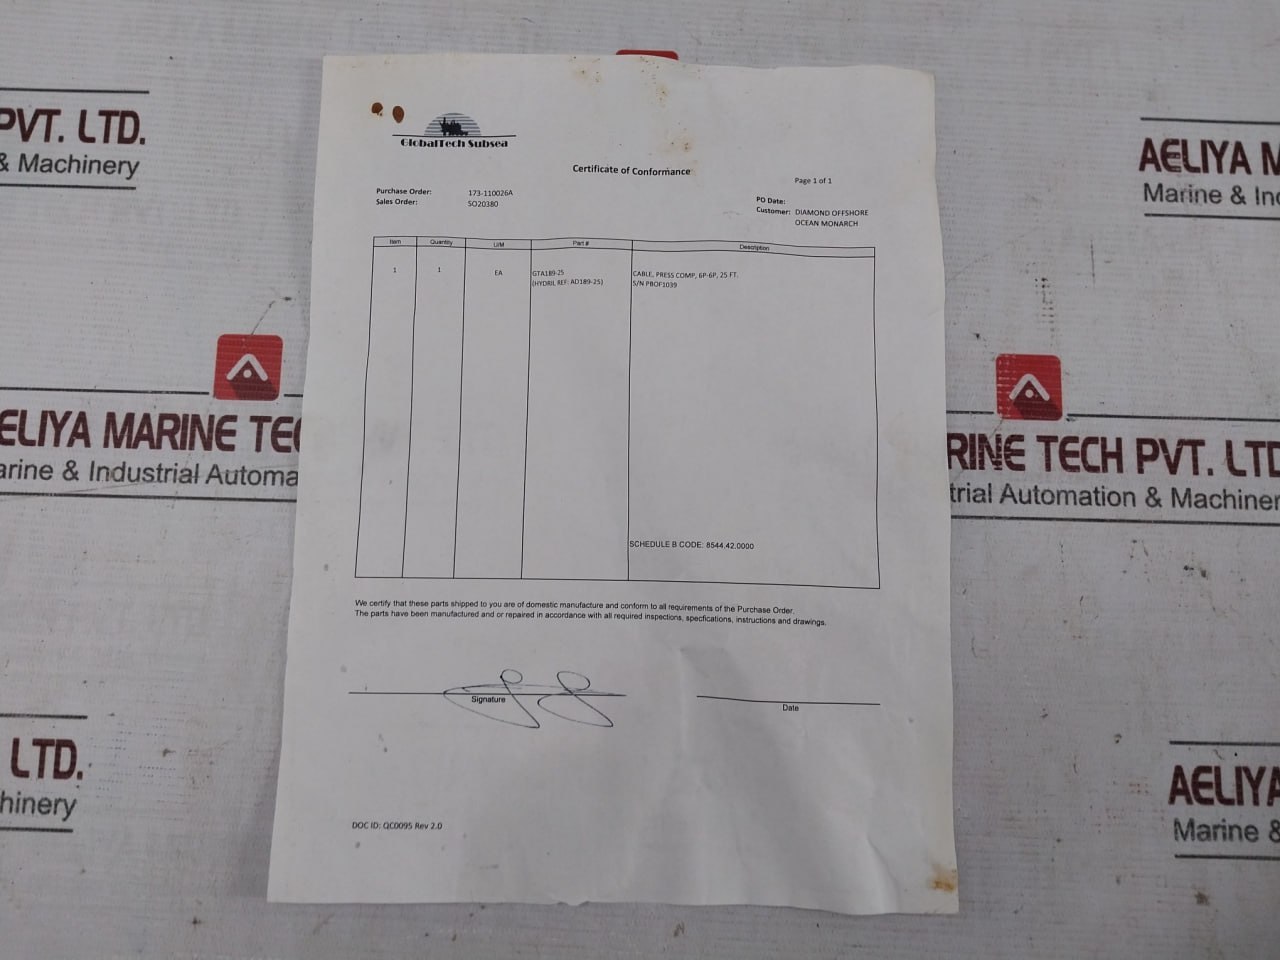 PVT. LTD.
& Machinery
AELIYA M
Marine & Ind
GlobalTech Subsea
Certificate of Conformance
Page 1 of 1
Purchase Order: 173-110026A
Sales Order: SO20380
PO Date:
Customer: DIAMOND OFFSHORE
OCEAN MONARCH
Item Quantity U/M Part # Description
1 1 EA GTA189-25 CABLE, PRESS COMP, 6P-6P, 25 FT.
(HYDRIL REF: AD189-25) S/N PBOF1039
SCHEDULE B CODE: 8544.42.0000
We certify that these parts shipped to you are of domestic manufacture and conform to all requirements of the Purchase Order.
The parts have been manufactured and or repaired in accordance with all required inspections, specfications, instructions and drawings.
Signature
Date
DOC ID: QC0095 Rev 2.0
ELIYA MARINE TEC
arine & Industrial Automa
RINE TECH PVT. LTD
trial Automation & Machiner
LTD.
hinery
AELIYA
Marine &